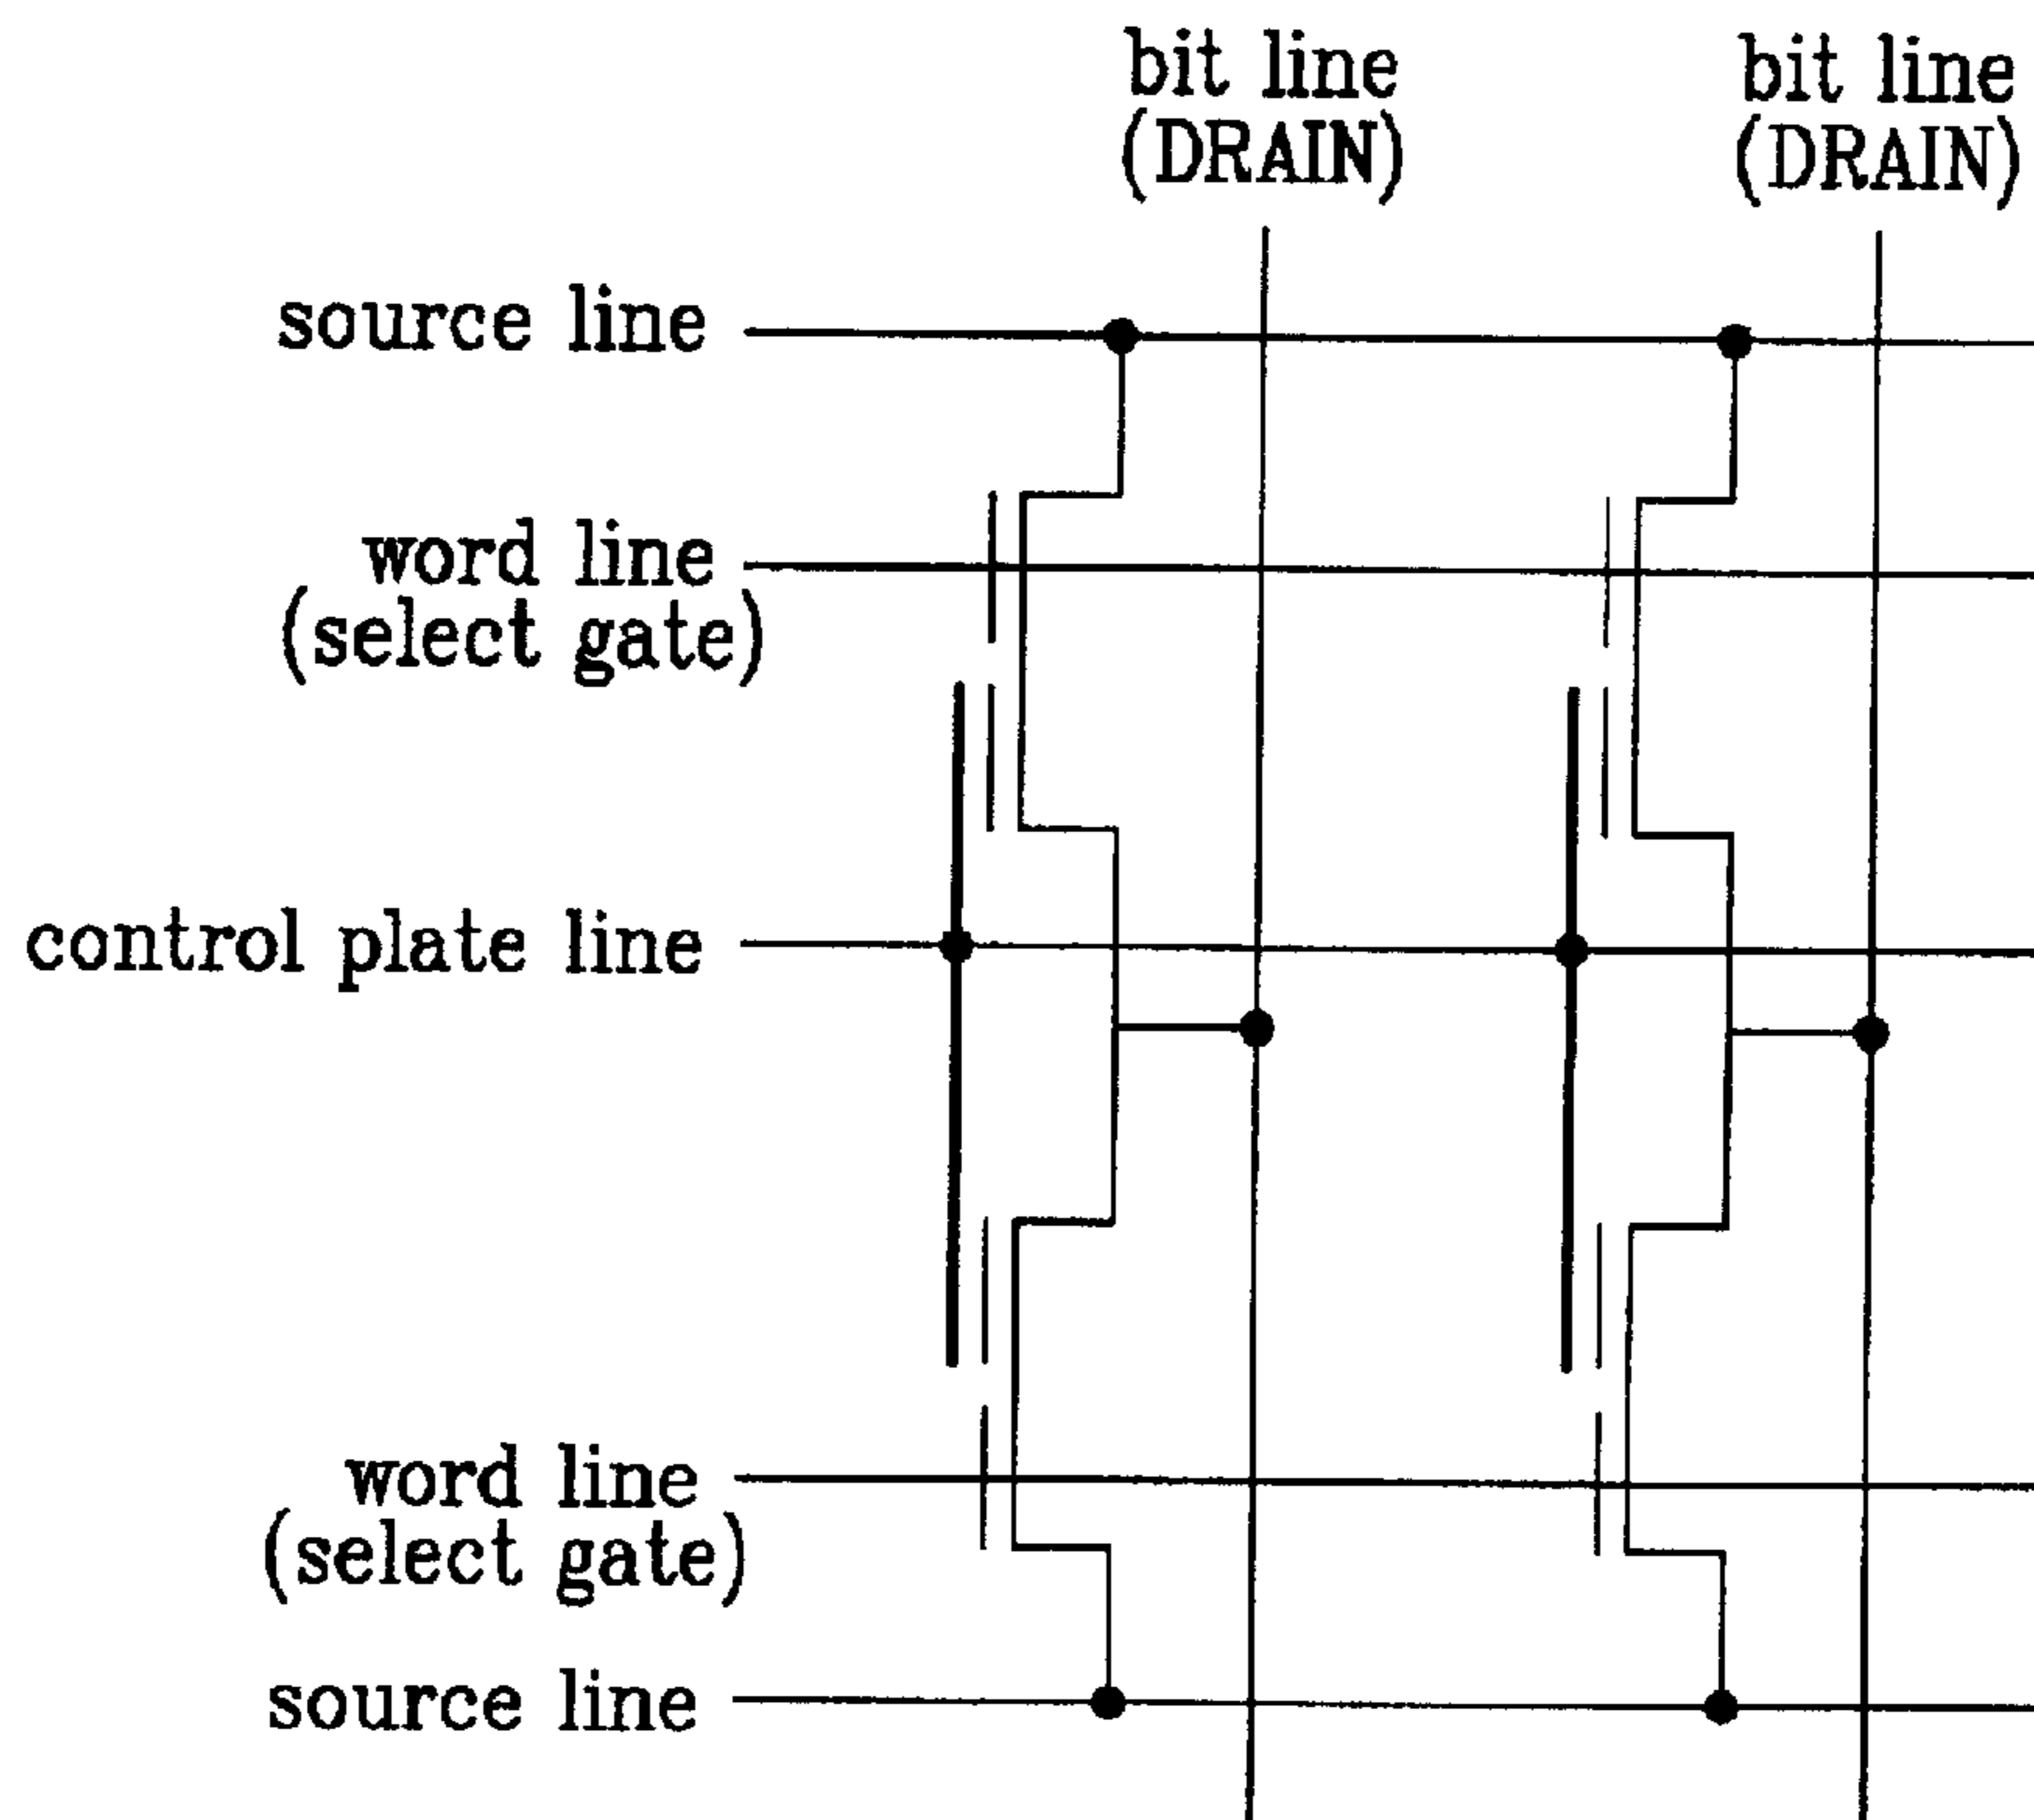 bit line
(DRAIN)
bit line
(DRAIN)
source line
word line
(select gate)
control plate line
word line
(select gate)
source line